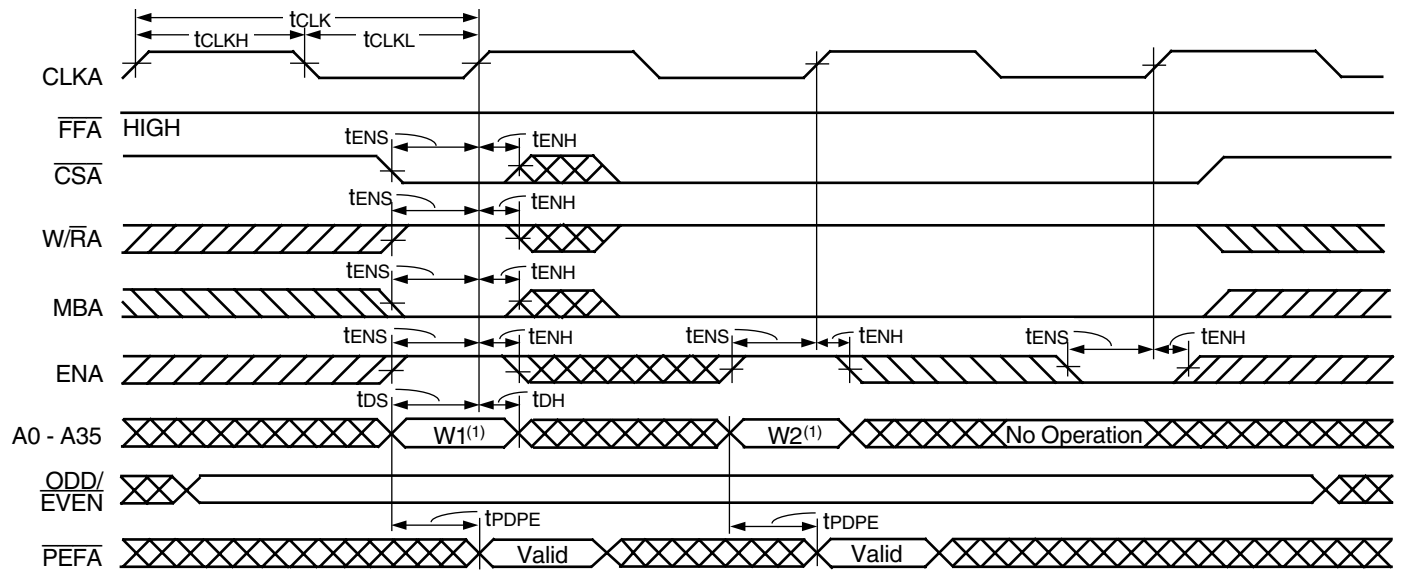 tCLK
tCLKH tCLKL
CLKA
FFA HIGH
tENS tENH
CSA
tENS tENH
W/RA
tENS tENH
MBA
tENS tENH tENS tENH tENS tENH
ENA
tDS tDH
A0 - A35 W1(1) W2(1) No Operation
ODD/
EVEN
tPDPE tPDPE
PEFA Valid Valid